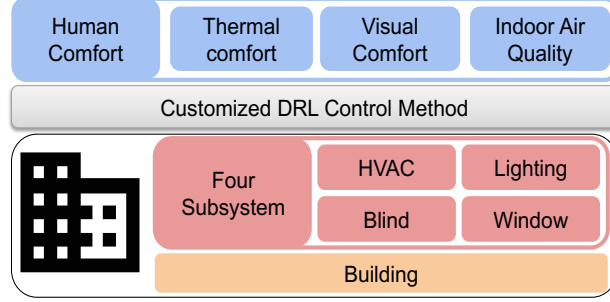 Human
Comfort
Thermal
comfort
Visual
Comfort
Indoor Air
Quality
Customized DRL Control Method
Four
Subsystem
HVAC
Lighting
Blind
Window
Building